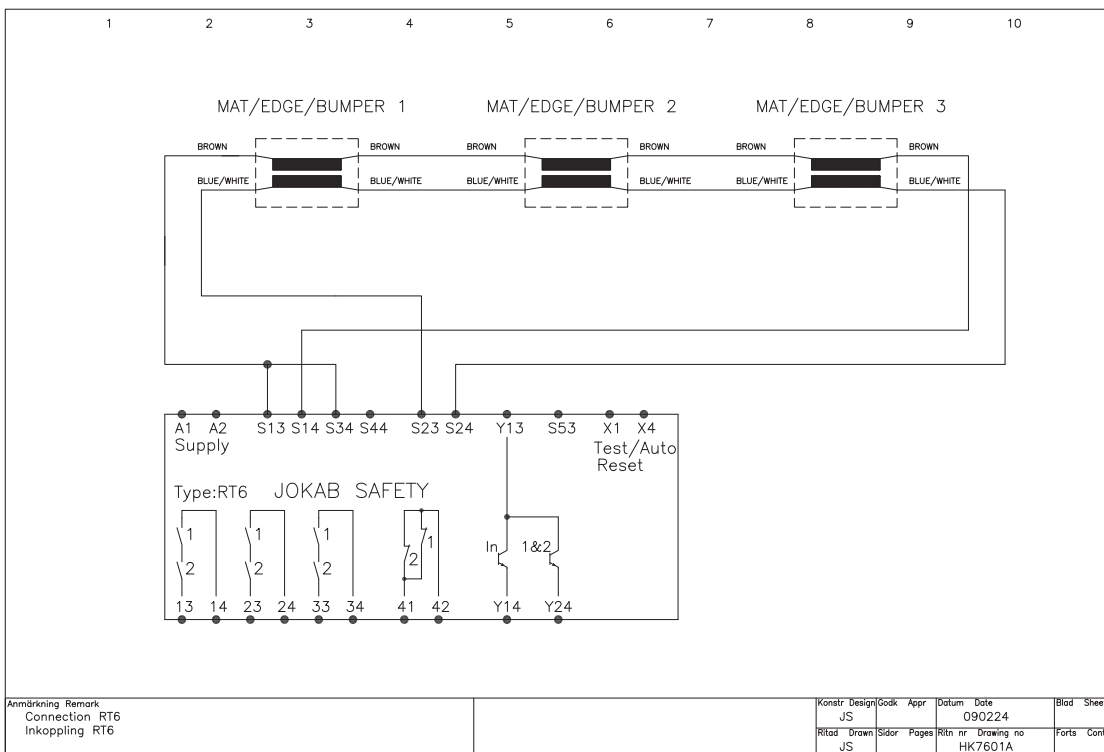 1 2 3 4 5 6 7 8 9 10
MAT/EDGE/BUMPER 1 MAT/EDGE/BUMPER 2 MAT/EDGE/BUMPER 3
BROWN BROWN BROWN BROWN BROWN BROWN
BLUE/WHITE BLUE/WHITE BLUE/WHITE BLUE/WHITE BLUE/WHITE BLUE/WHITE
A1 A2 S13 S14 S34 S44 S23 S24 Y13 S53 X1 X4
Supply Test/Auto
Reset
Type:RT6 JOKAB SAFETY
1 1 1 1
In 1&2
2 2 2 2
13 14 23 24 33 34 41 42 Y14 Y24
Anmärkning Remark
Connection RT6
Inkoppling RT6
Konstr Design Godk Appr Datum Date Blad Sheet
JS 090224
Ritad Drawn Sidor Pages Ritn nr Drawing no Forts Cont
JS HK7601A